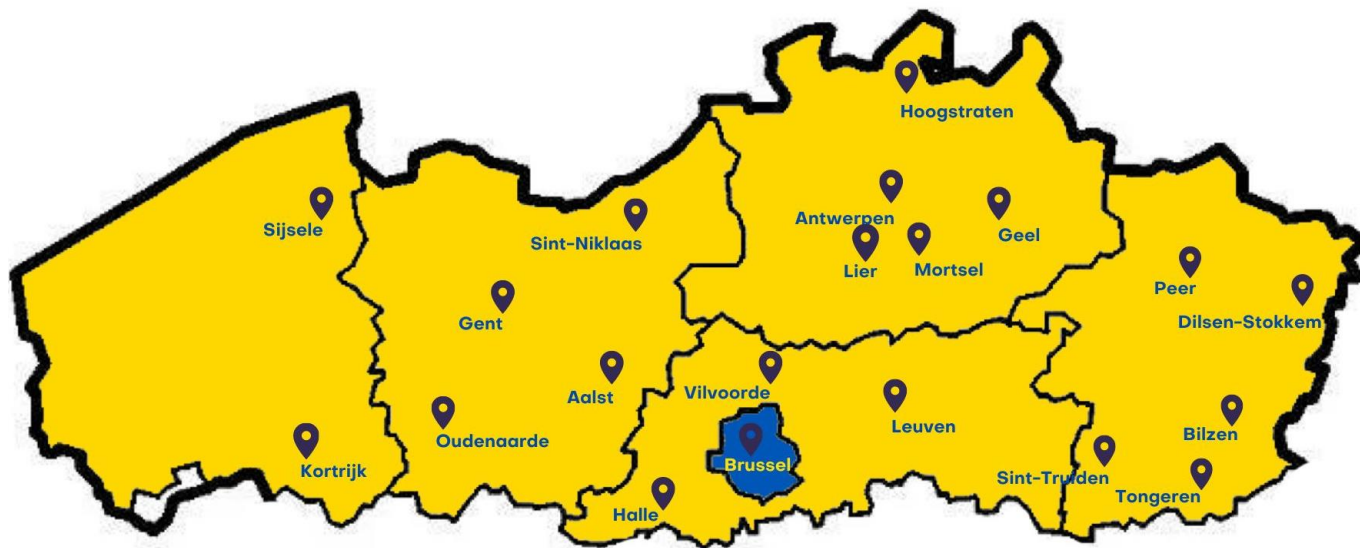 Hoogstraten
Antwerpen
Sijsele
Geel
Sint-Niklaas
Lier
Mortsel
Peer
Gent
Dilsen-Stokkem
Vilvoorde
Aalst
Leuven
Oudenaarde
Bilzen
Brussel
Kortrijk
Sint-Truiden
Tongeren
Halle